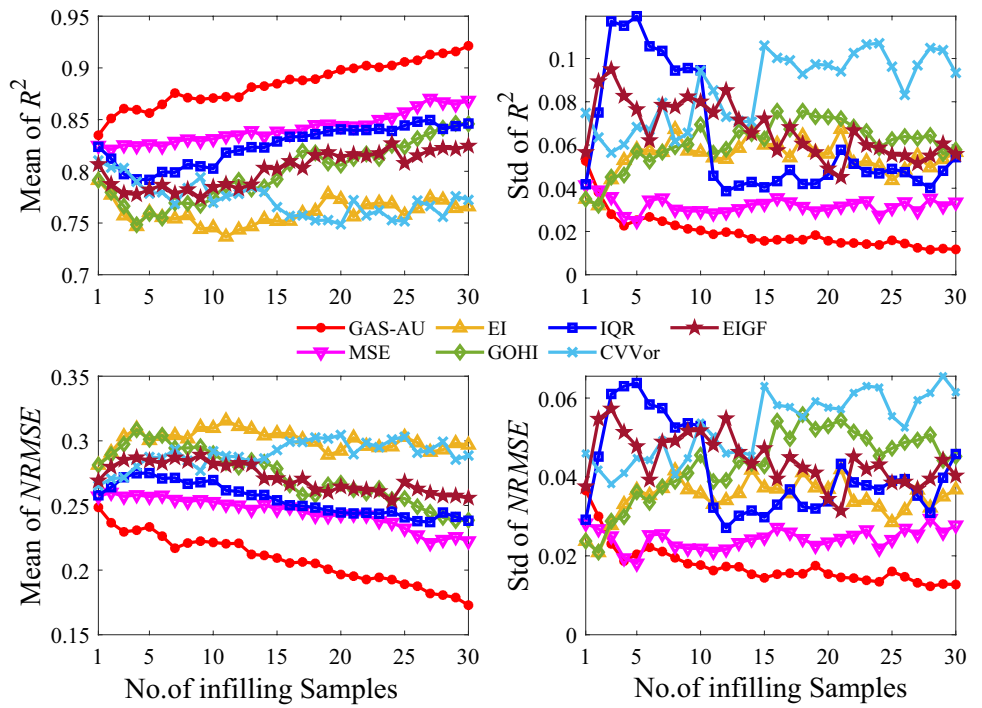 0.95
0.9
0.85
0.8
0.75
0.7
Mean of R²
1 5 10 15 20 25 30
0.1
0.08
0.06
0.04
0.02
0
Std of R²
1 5 10 15 20 25 30
GAS-AU EI IQR EIGF
MSE GOHI CVVor
0.35
0.3
0.25
0.2
0.15
Mean of NRMSE
1 5 10 15 20 25 30
No.of infilling Samples
0.06
0.04
0.02
0
Std of NRMSE
1 5 10 15 20 25 30
No.of infilling Samples